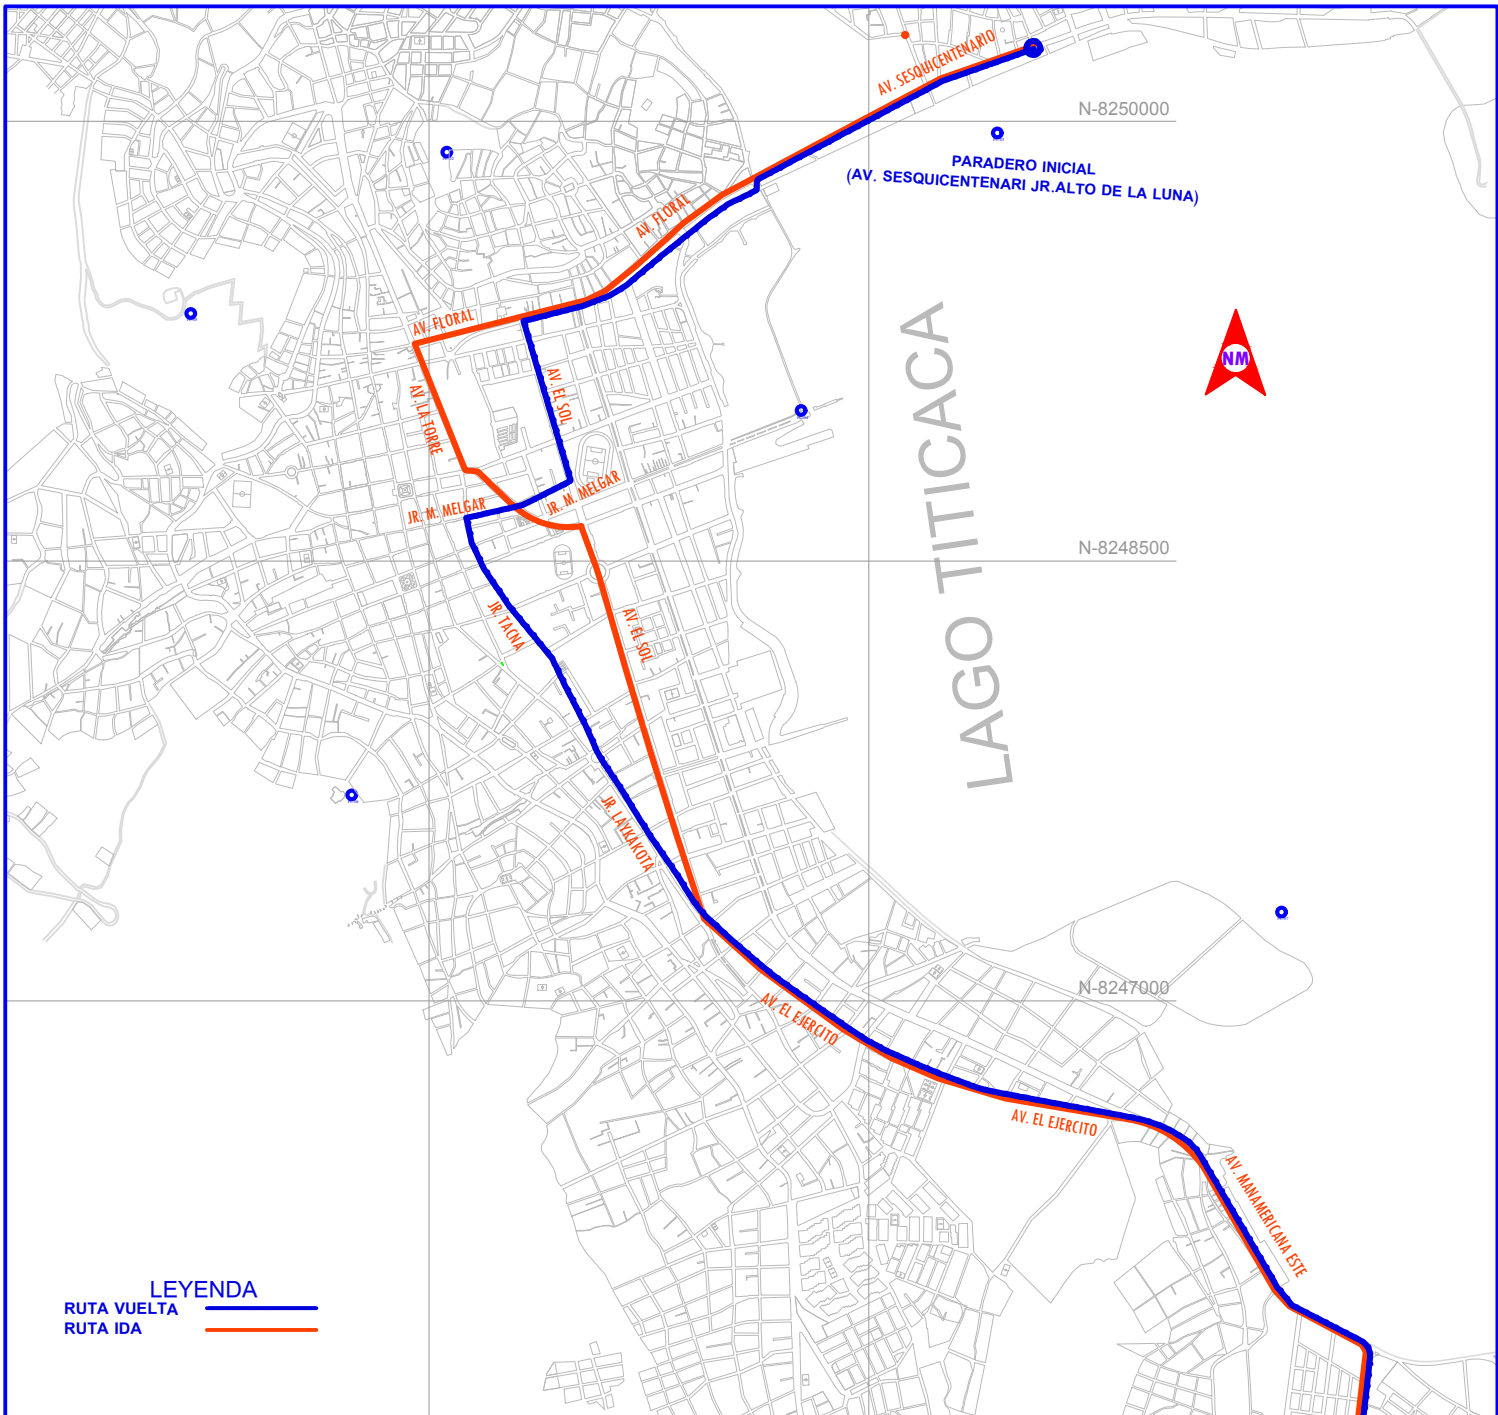 AV. SESQUICENTENARIO
N-8250000
PARADERO INICIAL
(AV. SESQUICENTENARI JR.ALTO DE LA LUNA)
AV. FLORAL
AV. FLORAL
LAGO TITICACA
NM
AV. EL SOL
AV. LA TORRE
JR. M. MELGAR
JR. M. MELGAR
N-8248500
JR. TACNA
AV. EL SOL
JR. LAYKAKOTA
N-8247000
AV. EL EJERCITO
AV. EL EJERCITO
AV. MANAMERICANA ESTE
LEYENDA
RUTA VUELTA
RUTA IDA